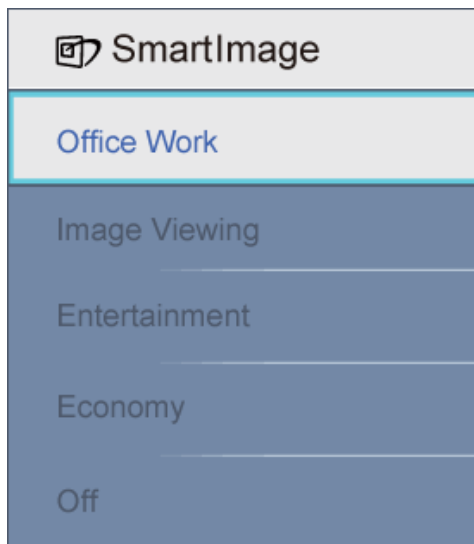 SmartImage
Office Work
Image Viewing
Entertainment
Economy
Off